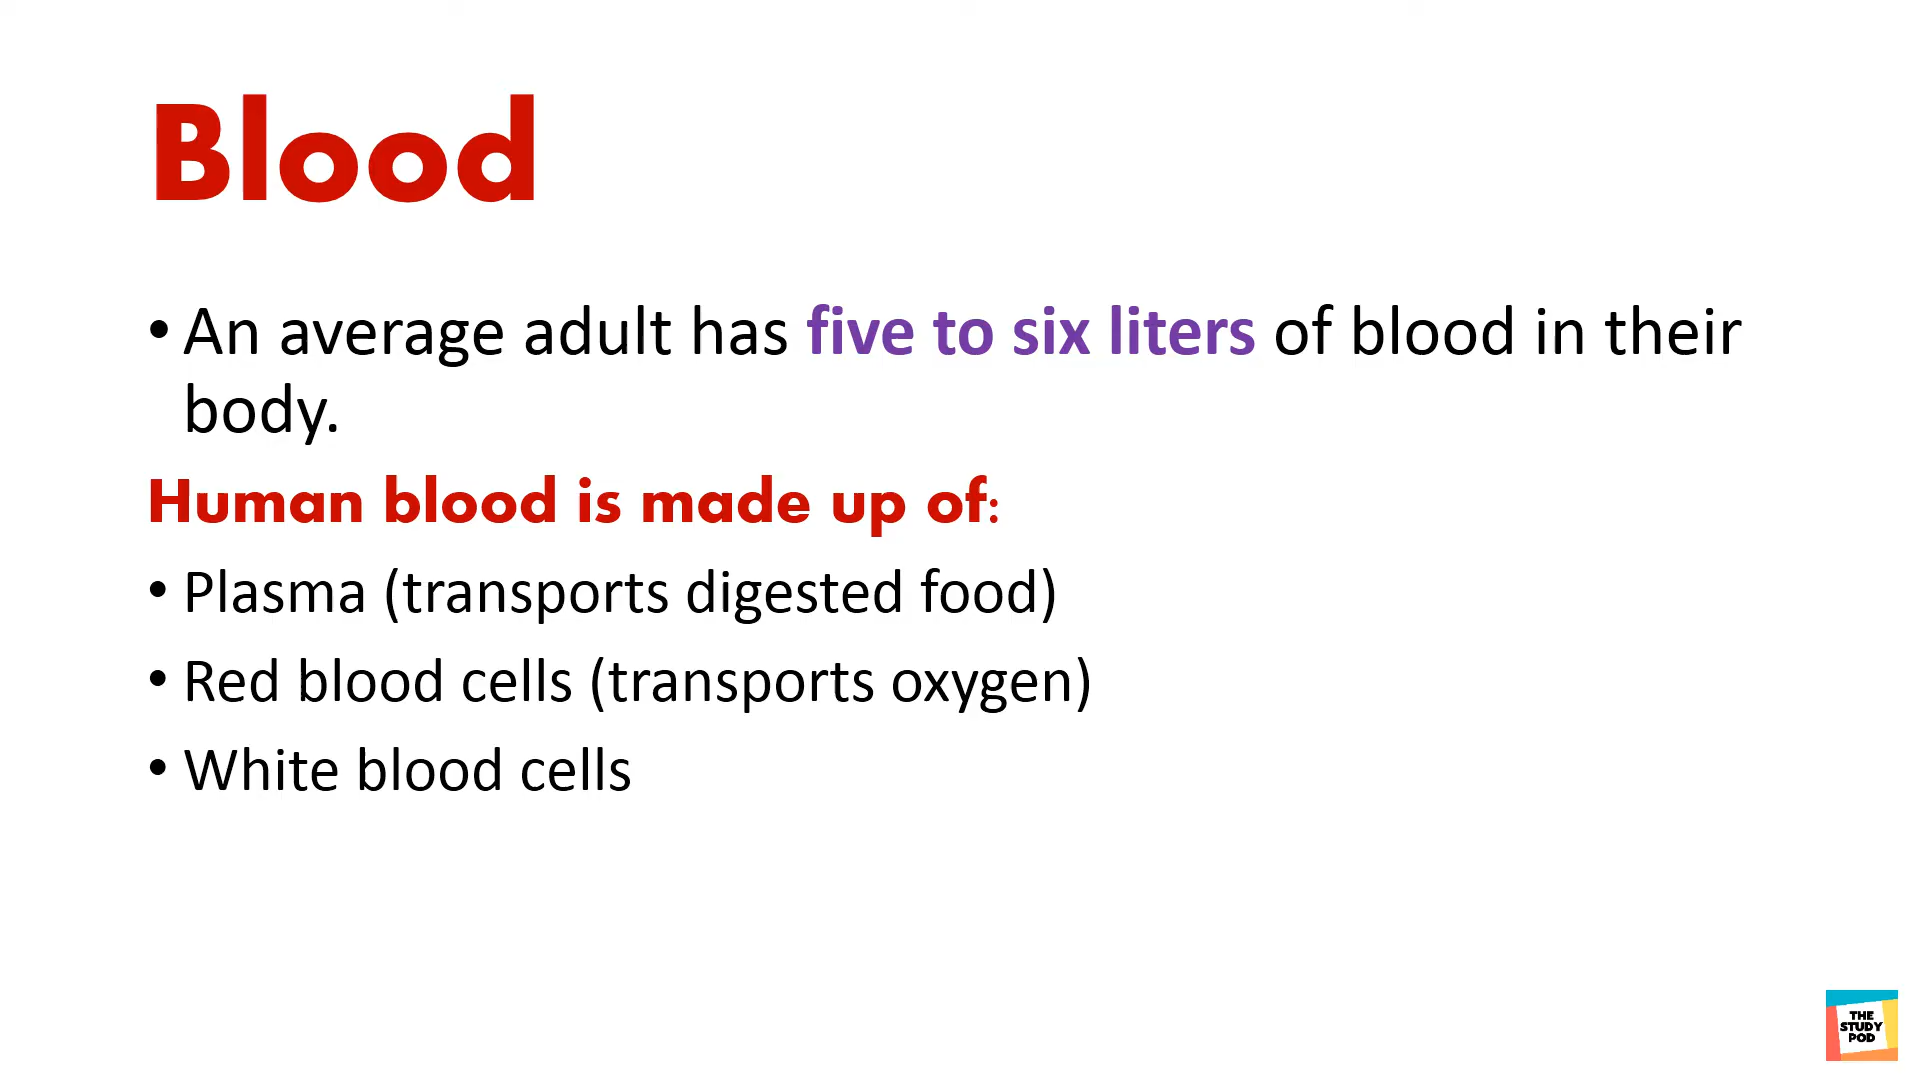 Blood
• An average adult has five to six liters of blood in their
body.
Human blood is made up of:
• Plasma (transports digested food)
• Red blood cells (transports oxygen)
• White blood cells
THE
STUDY
POD